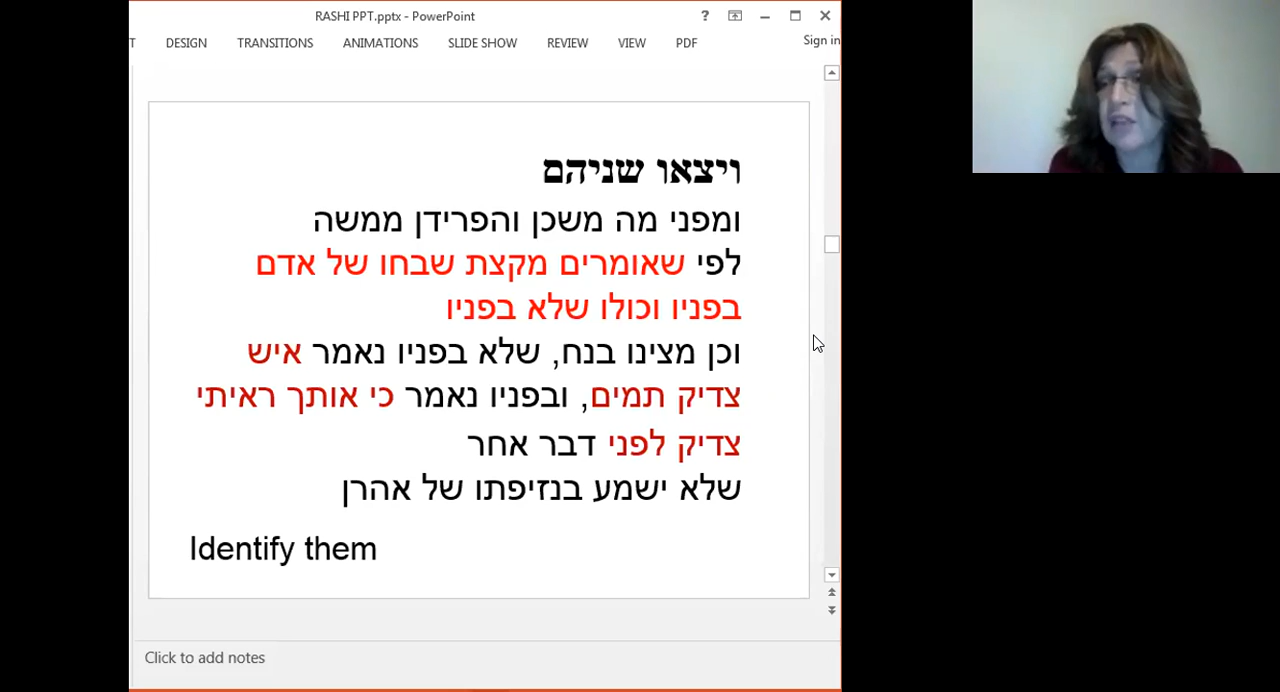 RASHI PPT.pptx - PowerPoint
?
T DESIGN TRANSITIONS ANIMATIONS SLIDE SHOW REVIEW VIEW PDF Sign in
ויצאו שניהם
ומפני מה משכן והפרידן ממשה
לפי שאומרים מקצת שבחו של אדם
בפניו וכולו שלא בפניו
וכן מצינו בנח, שלא בפניו נאמר איש
צדיק תמים, ובפניו נאמר כי אותך ראיתי
צדיק לפני דבר אחר
שלא ישמע בנזיפתו של אהרן
Identify them
Click to add notes